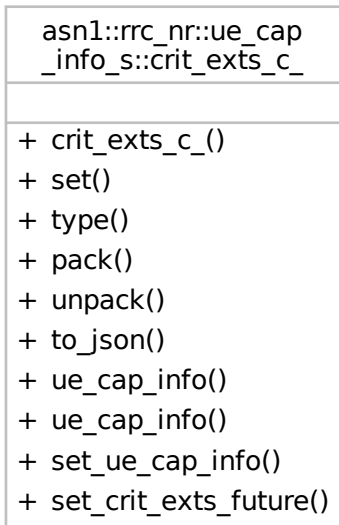 asn1::rrc_nr::ue_cap
_info_s::crit_exts_c_
+ crit_exts_c_()
+ set()
+ type()
+ pack()
+ unpack()
+ to_json()
+ ue_cap_info()
+ ue_cap_info()
+ set_ue_cap_info()
+ set_crit_exts_future()